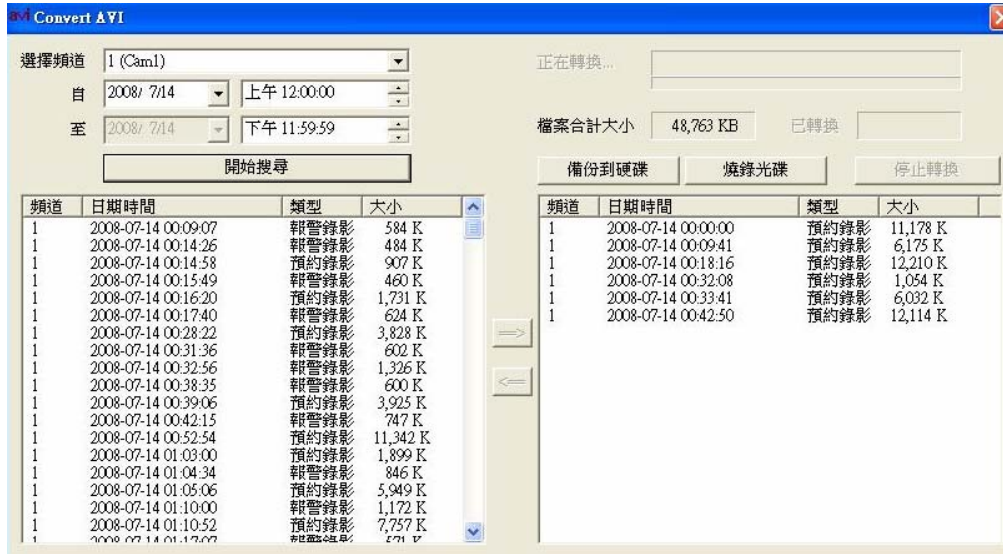 avi Convert AVI
選擇頻道 1 (Cam1)
自 2008/ 7/14 上午 12:00:00
至 2008/ 7/14 下午 11:59:59
開始搜尋
正在轉換...
檔案合計大小 48,763 KB 已轉換
備份到硬碟 燒錄光碟 停止轉換
頻道 日期時間 類型 大小
1 2008-07-14 00:09:07 報警錄影 584 K
1 2008-07-14 00:14:26 報警錄影 484 K
1 2008-07-14 00:14:58 預約錄影 907 K
1 2008-07-14 00:15:49 報警錄影 460 K
1 2008-07-14 00:16:20 預約錄影 1,731 K
1 2008-07-14 00:17:40 報警錄影 624 K
1 2008-07-14 00:28:22 預約錄影 3,828 K
1 2008-07-14 00:31:36 報警錄影 602 K
1 2008-07-14 00:32:56 報警錄影 1,326 K
1 2008-07-14 00:38:35 報警錄影 600 K
1 2008-07-14 00:39:06 預約錄影 3,925 K
1 2008-07-14 00:42:15 報警錄影 747 K
1 2008-07-14 00:52:54 預約錄影 11,342 K
1 2008-07-14 01:03:00 預約錄影 1,899 K
1 2008-07-14 01:04:34 報警錄影 846 K
1 2008-07-14 01:05:06 預約錄影 5,949 K
1 2008-07-14 01:10:00 報警錄影 1,172 K
1 2008-07-14 01:10:52 預約錄影 7,757 K
1 2008-07-14 01:17:07 報警錄影 571 K
==>
<==
頻道 日期時間 類型 大小
1 2008-07-14 00:00:00 預約錄影 11,178 K
1 2008-07-14 00:09:41 預約錄影 6,175 K
1 2008-07-14 00:18:16 預約錄影 12,210 K
1 2008-07-14 00:32:08 預約錄影 1,054 K
1 2008-07-14 00:33:41 預約錄影 6,032 K
1 2008-07-14 00:42:50 預約錄影 12,114 K